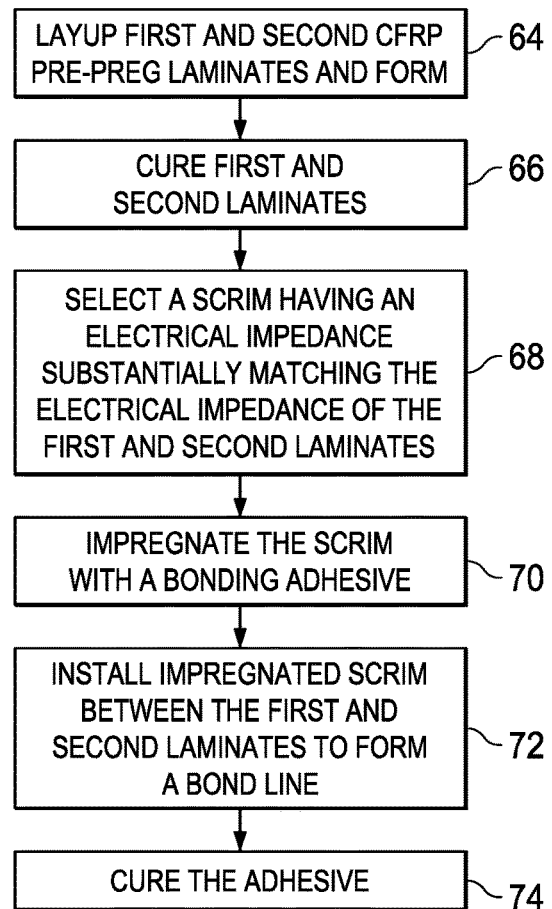 LAYUP FIRST AND SECOND CFRP
PRE-PREG LAMINATES AND FORM
64
CURE FIRST AND
SECOND LAMINATES
66
SELECT A SCRIM HAVING AN
ELECTRICAL IMPEDANCE
SUBSTANTIALLY MATCHING THE
ELECTRICAL IMPEDANCE OF THE
FIRST AND SECOND LAMINATES
68
IMPREGNATE THE SCRIM
WITH A BONDING ADHESIVE
70
INSTALL IMPREGNATED SCRIM
BETWEEN THE FIRST AND
SECOND LAMINATES TO FORM
A BOND LINE
72
CURE THE ADHESIVE
74